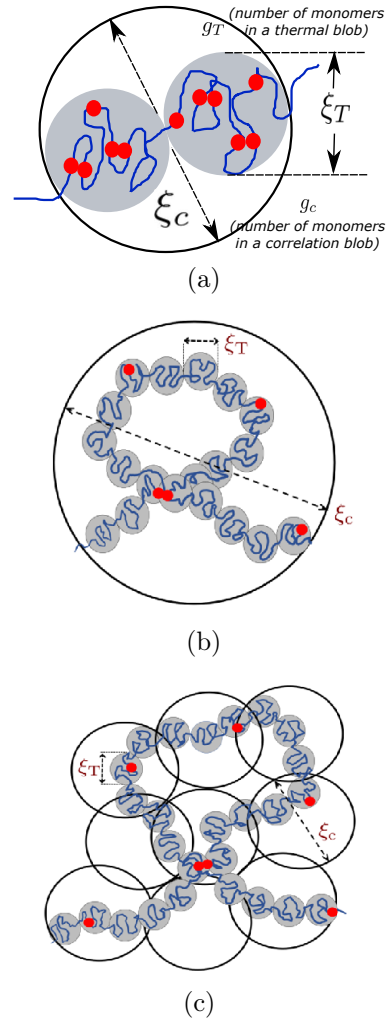 g_T (number of monomers
in a thermal blob)
ξ_T
ξ_c
g_c
(number of monomers
in a correlation blob)
(a)
ξ_T
ξ_c
(b)
ξ_T
ξ_c
(c)